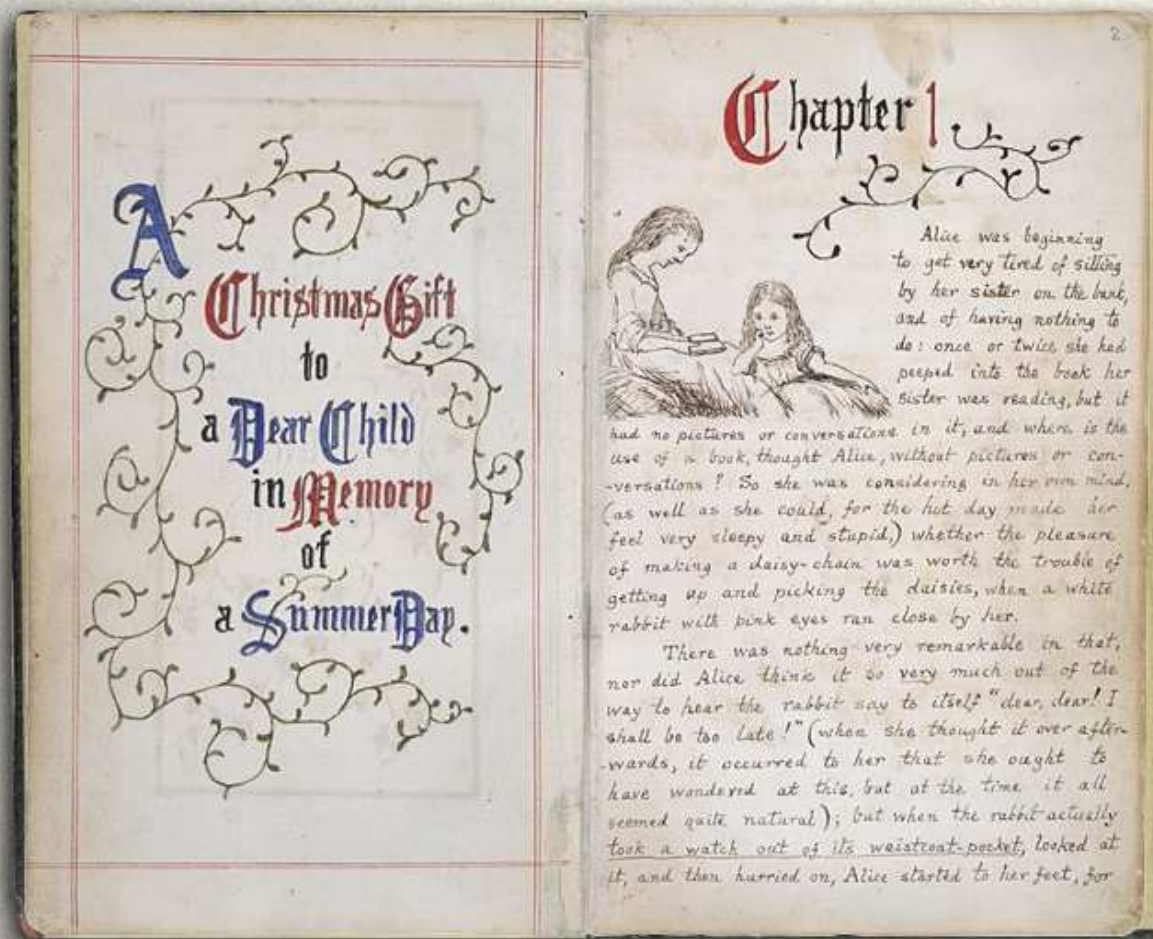 A
Christmas Gift
to
a Dear Child
in Memory
of
a Summer Day.
2
Chapter 1
Alice was beginning
to get very tired of sitting
by her sister on the bank,
and of having nothing to
do: once or twice she had
peeped into the book her
sister was reading, but it
had no pictures or conversations in it, and where is the
use of a book, thought Alice, without pictures or con-
-versations? So she was considering in her own mind,
(as well as she could, for the hot day made her
feel very sleepy and stupid,) whether the pleasure
of making a daisy-chain was worth the trouble of
getting up and picking the daisies, when a white
rabbit with pink eyes ran close by her.
There was nothing very remarkable in that,
nor did Alice think it so very much out of the
way to hear the rabbit say to itself "dear, dear! I
shall be too late!" (when she thought it over after-
-wards, it occurred to her that she ought to
have wondered at this, but at the time it all
seemed quite natural); but when the rabbit actually
took a watch out of its waistcoat-pocket, looked at
it, and then hurried on, Alice started to her feet, for